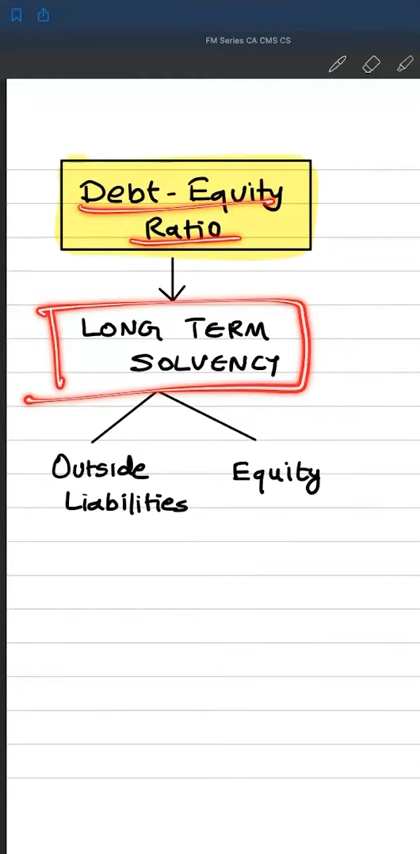 FM Series CA CMS CS
Debt - Equity
Ratio
LONG TERM
SOLVENCY
Outside
Liabilities
Equity